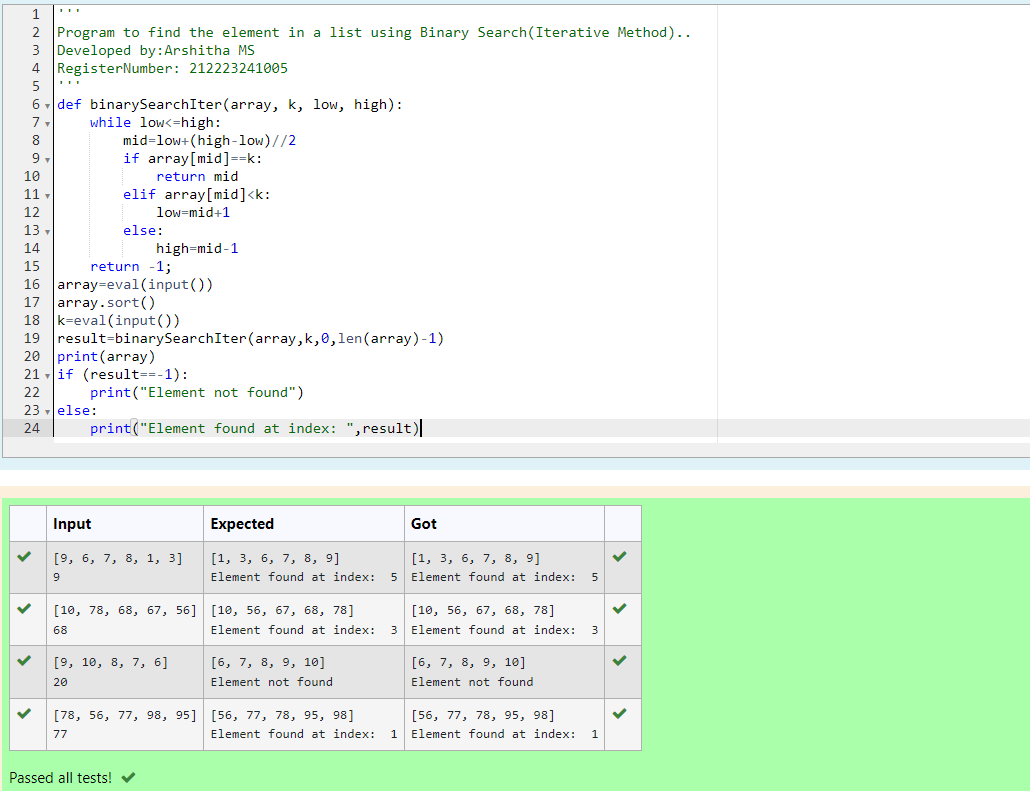 1 '''
2 Program to find the element in a list using Binary Search(Iterative Method)..
3 Developed by:Arshitha MS
4 RegisterNumber: 212223241005
5 '''
6 def binarySearchIter(array, k, low, high):
7     while low<=high:
8         mid=low+(high-low)//2
9         if array[mid]==k:
10             return mid
11         elif array[mid]<k:
12             low=mid+1
13         else:
14             high=mid-1
15     return -1;
16 array=eval(input())
17 array.sort()
18 k=eval(input())
19 result=binarySearchIter(array,k,0,len(array)-1)
20 print(array)
21 if (result==-1):
22     print("Element not found")
23 else:
24     print("Element found at index: ",result)
Input Expected Got
[9, 6, 7, 8, 1, 3] [1, 3, 6, 7, 8, 9] [1, 3, 6, 7, 8, 9]
9 Element found at index:  5 Element found at index:  5
[10, 78, 68, 67, 56] [10, 56, 67, 68, 78] [10, 56, 67, 68, 78]
68 Element found at index:  3 Element found at index:  3
[9, 10, 8, 7, 6] [6, 7, 8, 9, 10] [6, 7, 8, 9, 10]
20 Element not found Element not found
[78, 56, 77, 98, 95] [56, 77, 78, 95, 98] [56, 77, 78, 95, 98]
77 Element found at index:  1 Element found at index:  1
Passed all tests!